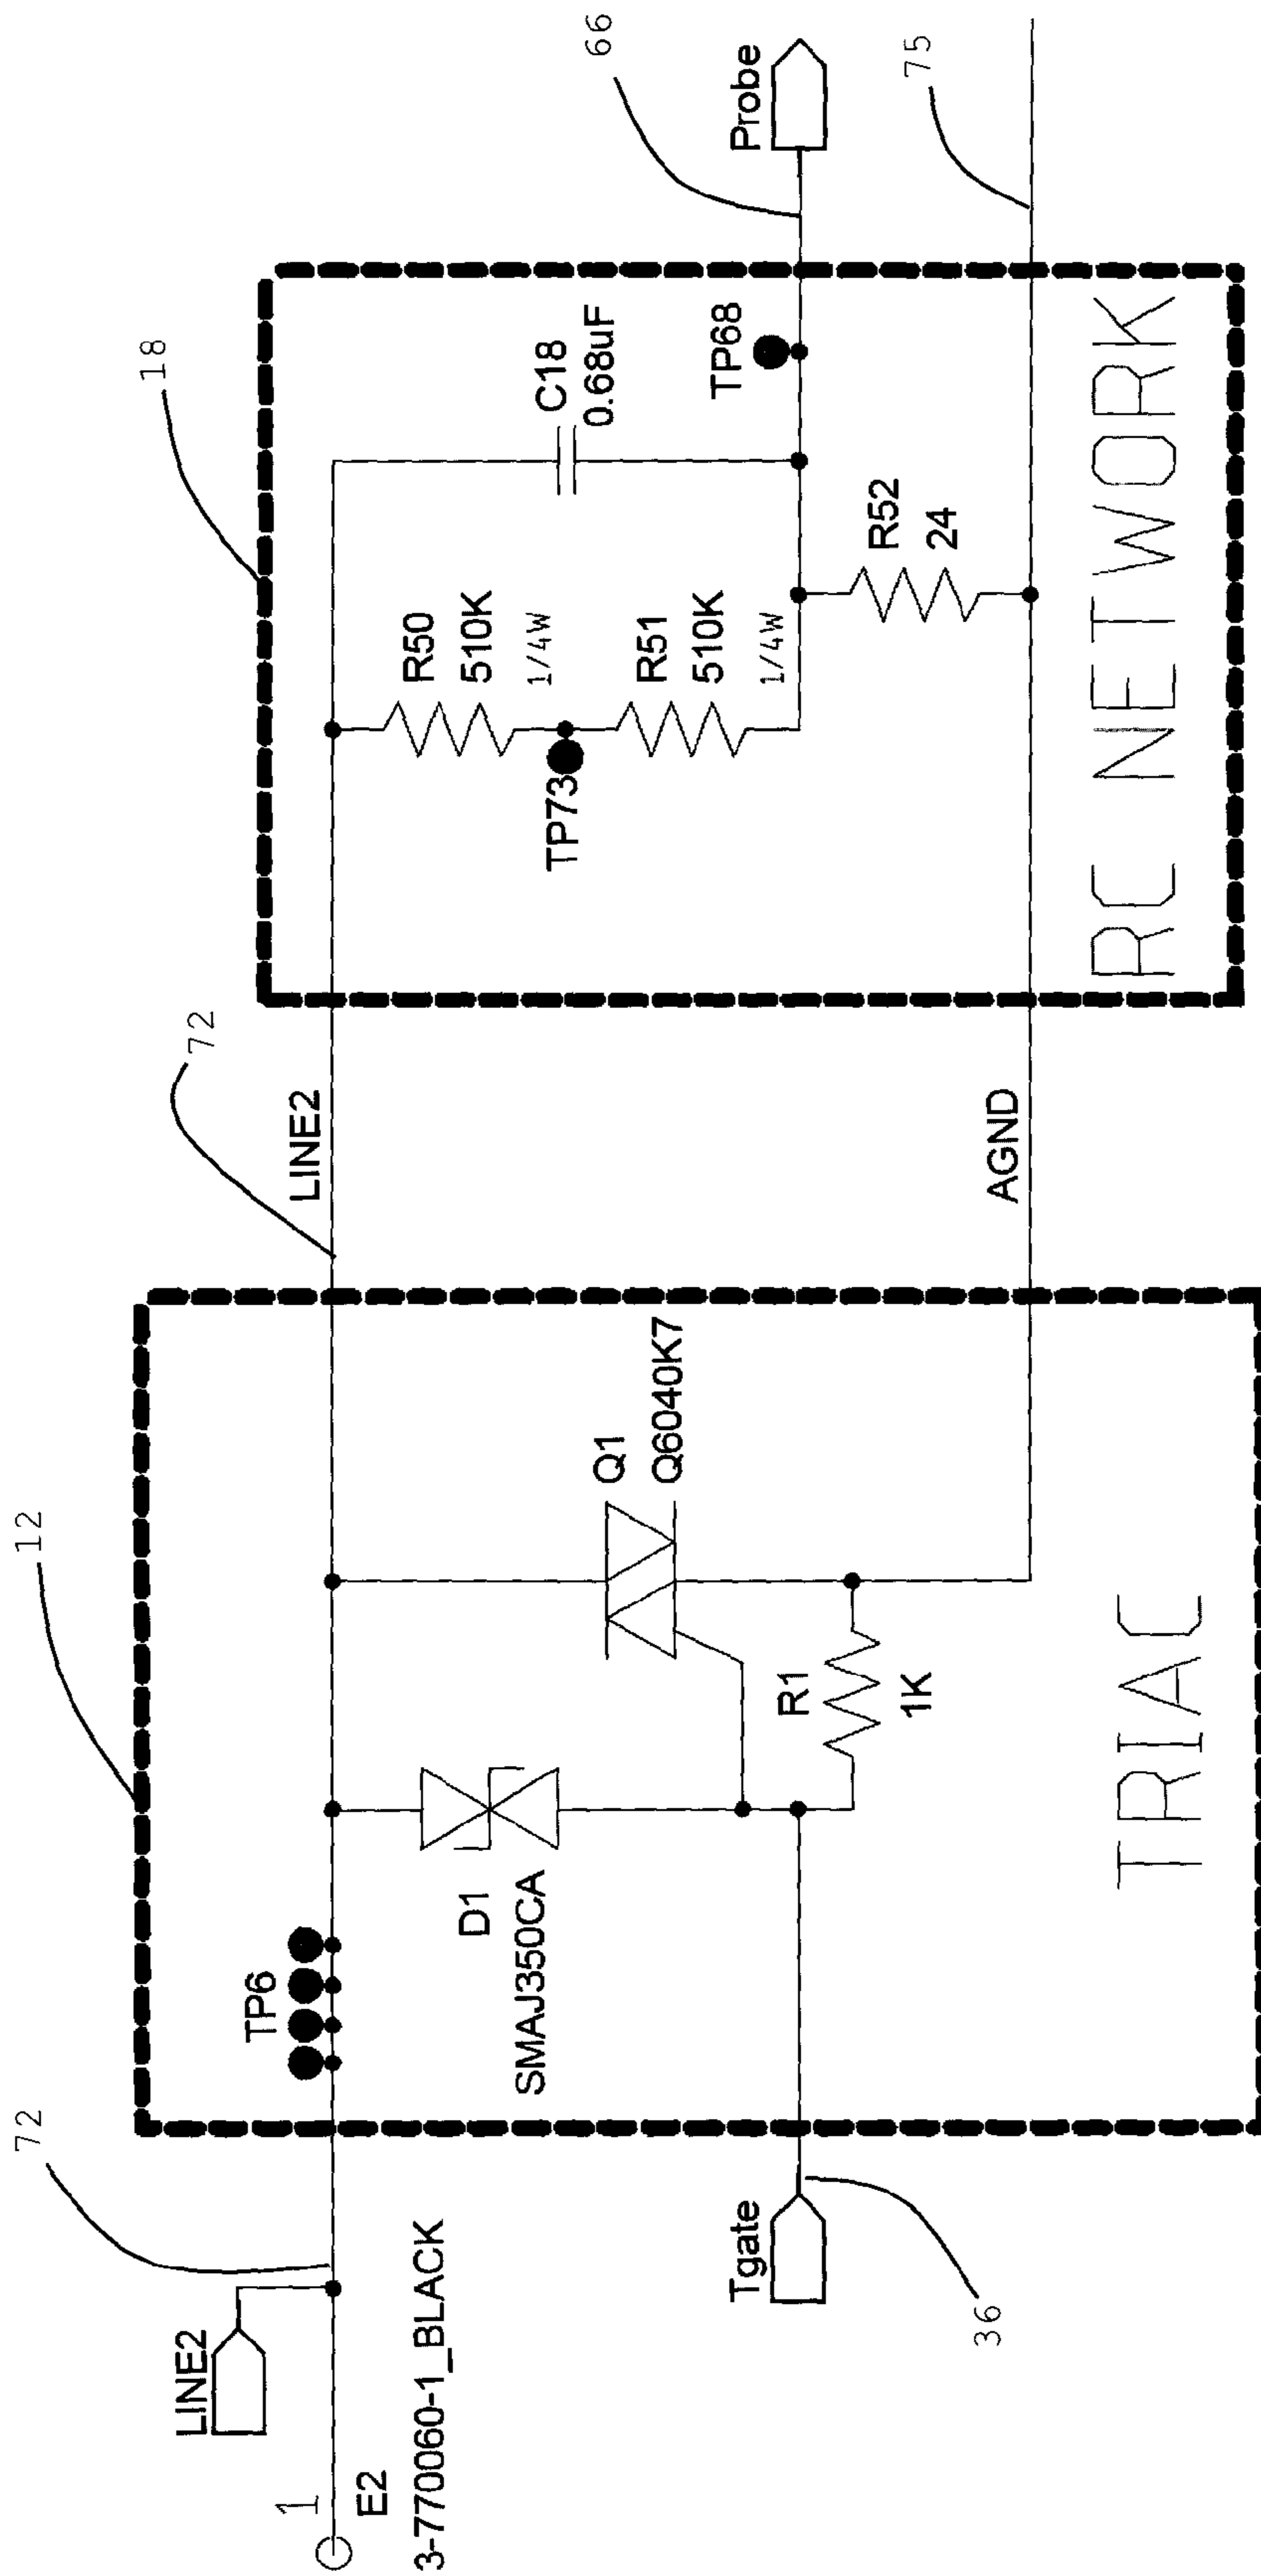 12
18
72
72
LINE2
1
E2
3-770060-1_BLACK
TP6
D1
SMAJ350CA
Q1
Q6040K7
R1
1K
Tgate
36
TRIAC
LINE2
AGND
R50
510K
1/4W
TP73
R51
510K
1/4W
C18
0.68uF
TP68
R52
24
Probe
66
75
RC NETWORK